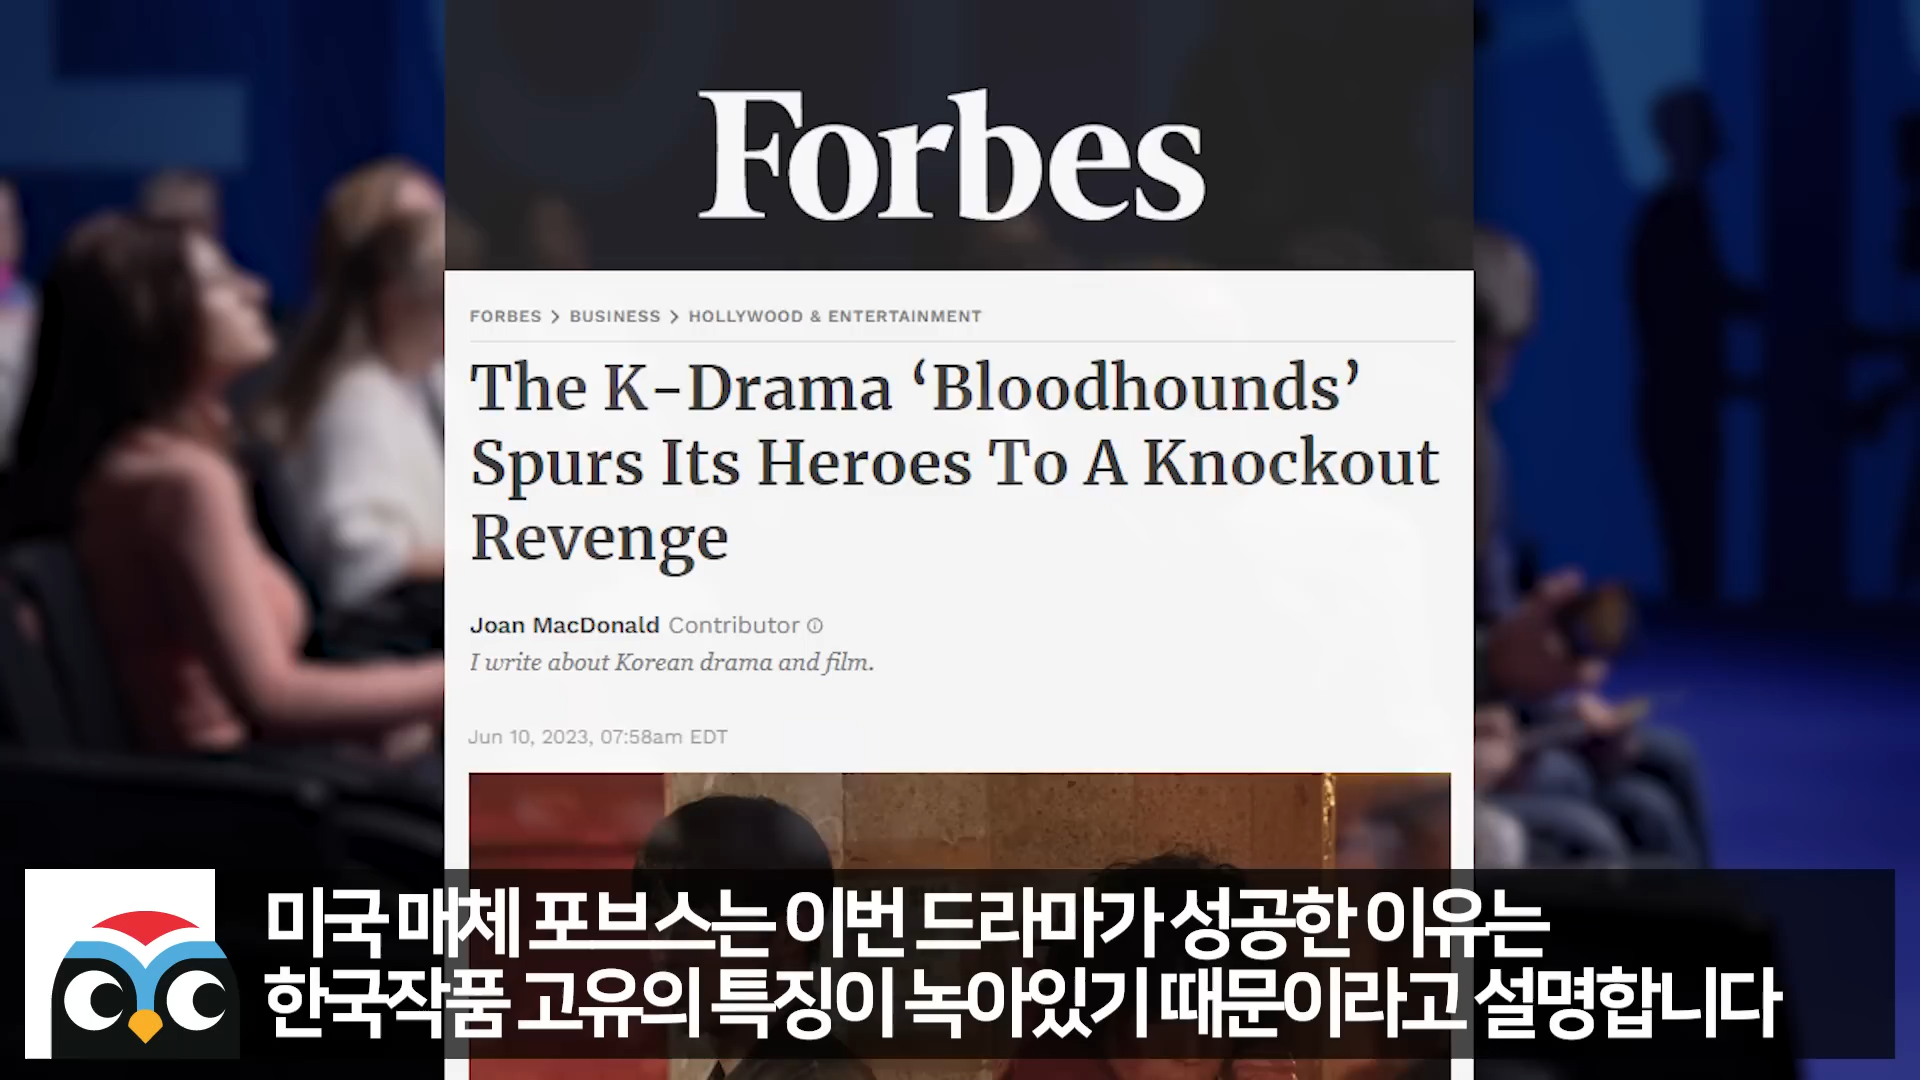 Forbes
FORBES > BUSINESS > HOLLYWOOD & ENTERTAINMENT
The K-Drama ‘Bloodhounds’
Spurs Its Heroes To A Knockout
Revenge
Joan MacDonald Contributor ⓘ
I write about Korean drama and film.
Jun 10, 2023, 07:58am EDT
미국 매체 포브스는 이번 드라마가 성공한 이유는
한국작품 고유의 특징이 녹아있기 때문이라고 설명합니다